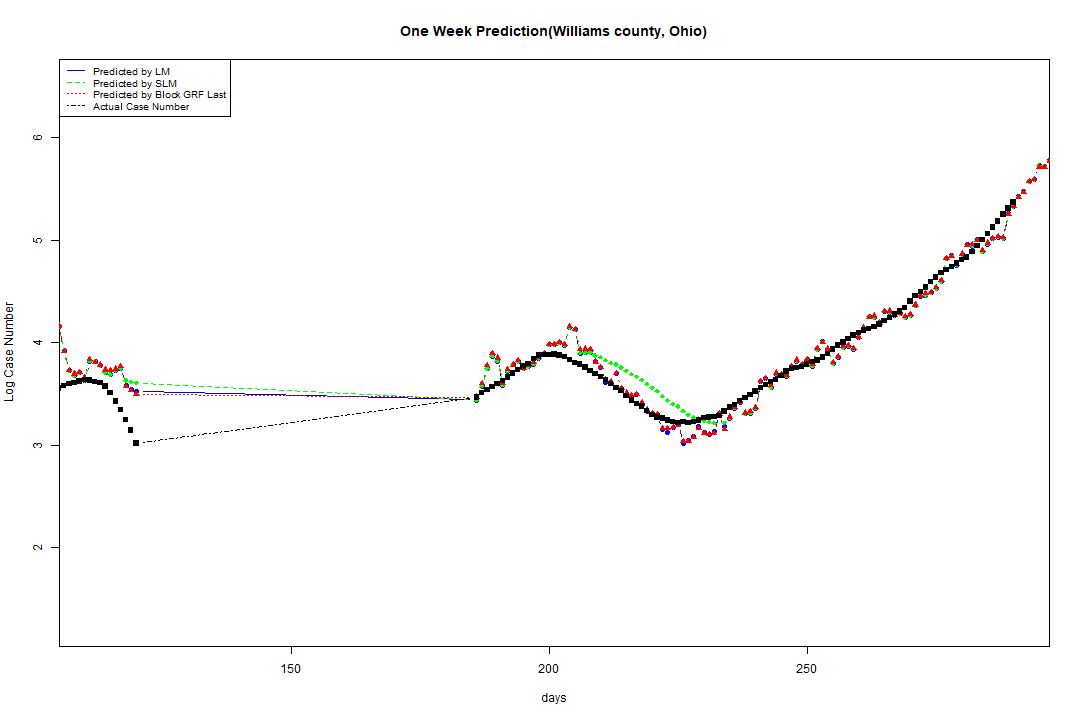 One Week Prediction(Williams county, Ohio)
Predicted by LM
Predicted by SLM
Predicted by Block GRF Last
Actual Case Number
6
5
4
3
2
Log Case Number
150
200
250
days